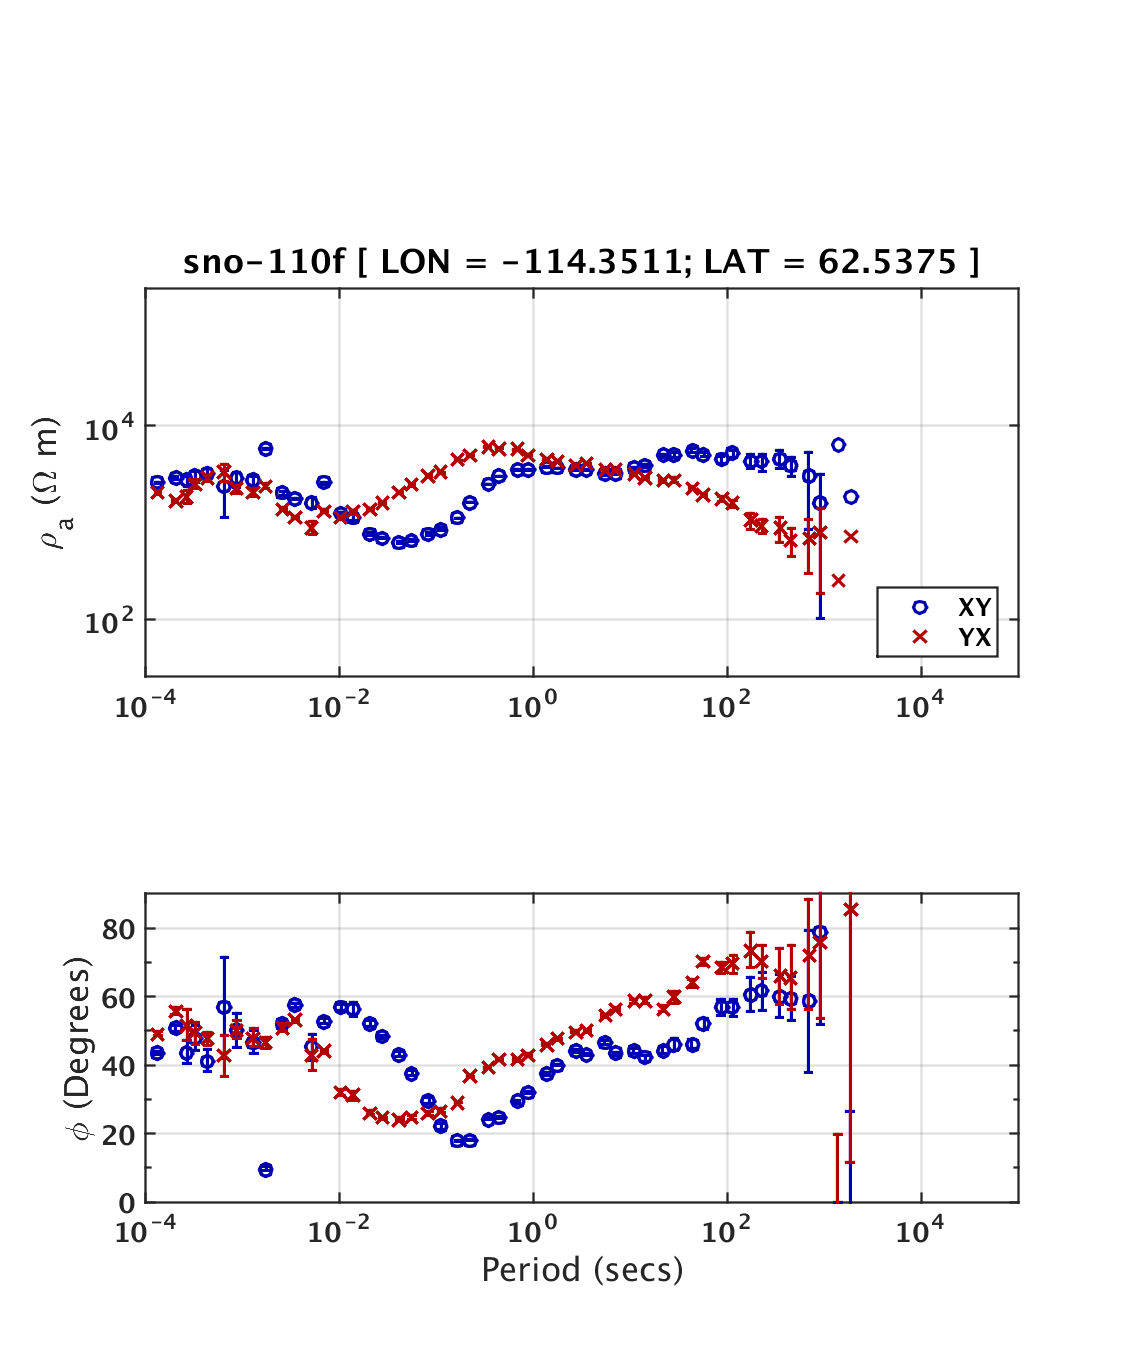 sno-110f [ LON = -114.3511; LAT = 62.5375 ]
ρa (Ω m)
10^4
10^2
XY
YX
10^-4 10^-2 10^0 10^2 10^4
ϕ (Degrees)
80
60
40
20
0
10^-4 10^-2 10^0 10^2 10^4
Period (secs)